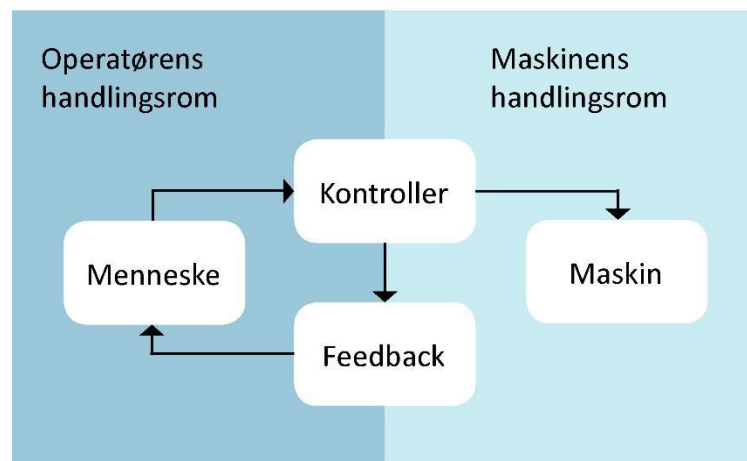 Operatørens
handlingsrom
Maskinens
handlingsrom
Kontroller
Menneske
Maskin
Feedback